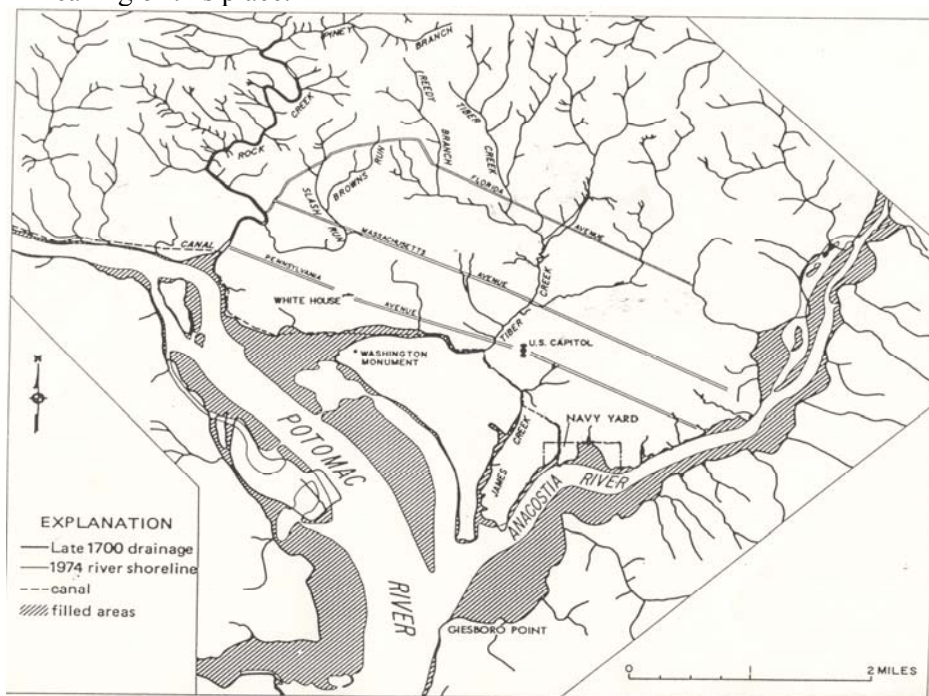 PINEY BRANCH
ROCK CREEK
REEDY BRANCH
TIBER CREEK
SLASH RUN
BROWNS RUN
FLORIDA AVENUE
CANAL
MASSACHUSETTS AVENUE
PENNSYLVANIA AVENUE
WHITE HOUSE
TIBER CREEK
U.S. CAPITOL
WASHINGTON MONUMENT
NAVY YARD
JAMES CREEK
POTOMAC RIVER
ANACOSTIA RIVER
GIESBORO POINT
EXPLANATION
Late 1700 drainage
1974 river shoreline
canal
filled areas
0 2 MILES